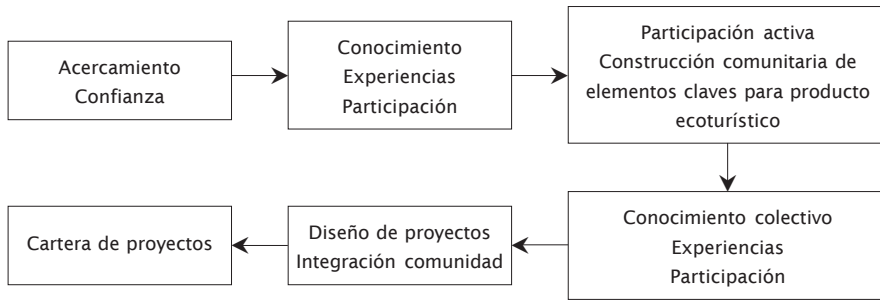 Acercamiento
Confianza
Conocimiento
Experiencias
Participación
Participación activa
Construcción comunitaria de
elementos claves para producto
ecoturístico
Conocimiento colectivo
Experiencias
Participación
Diseño de proyectos
Integración comunidad
Cartera de proyectos